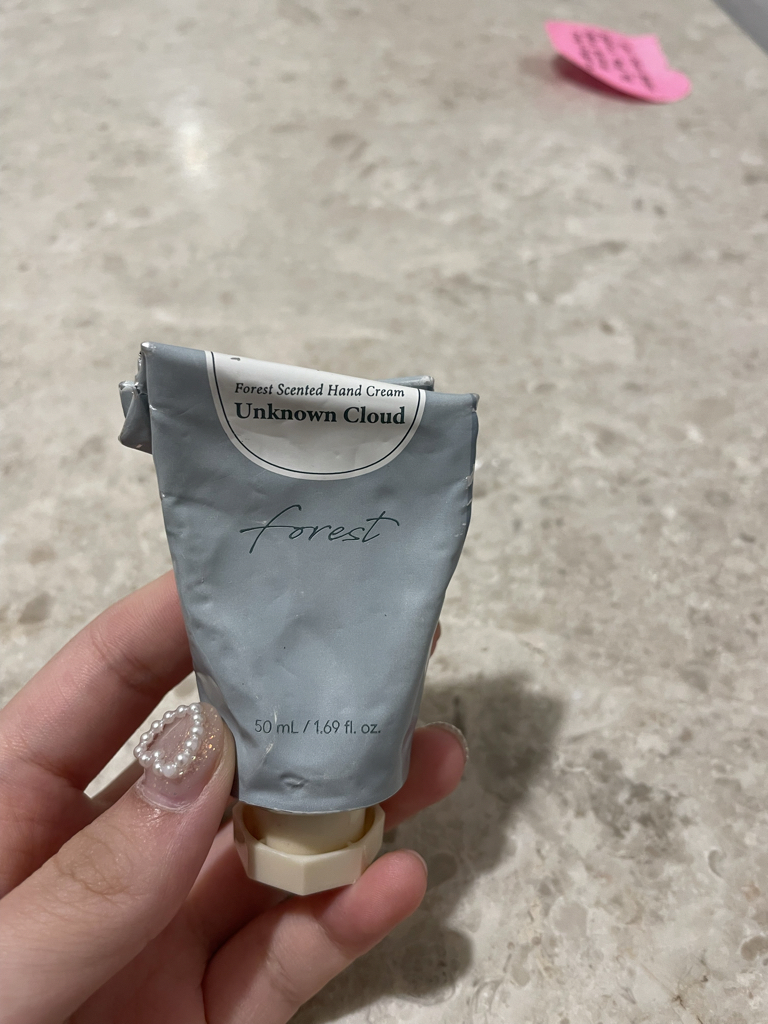 Forest Scented Hand Cream
Unknown Cloud
forest
50 mL / 1.69 fl. oz.